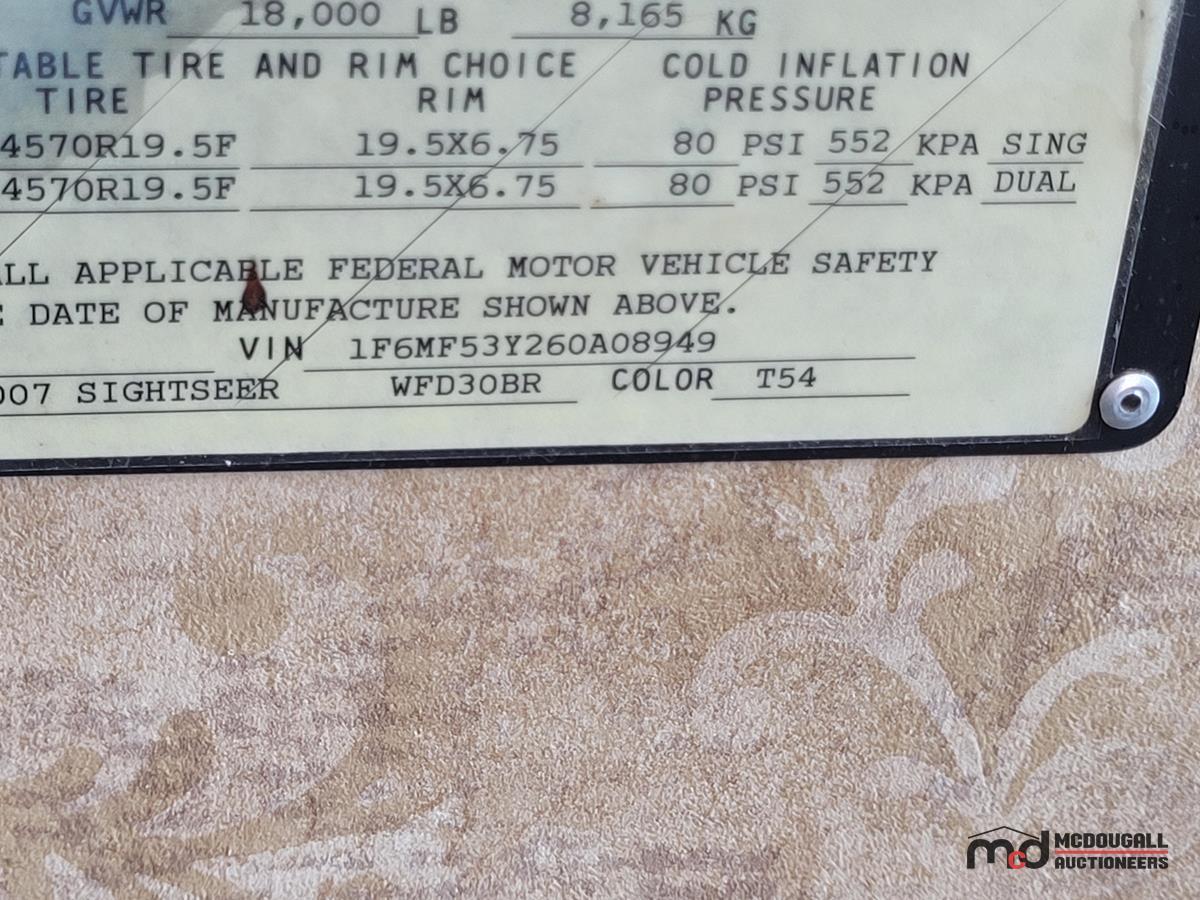 GVWR 18,000 LB 8,165 KG
TABLE TIRE AND RIM CHOICE COLD INFLATION
TIRE RIM PRESSURE
4570R19.5F 19.5X6.75 80 PSI 552 KPA SING
4570R19.5F 19.5X6.75 80 PSI 552 KPA DUAL
ALL APPLICABLE FEDERAL MOTOR VEHICLE SAFETY
E DATE OF MANUFACTURE SHOWN ABOVE.
VIN 1F6MF53Y260A08949
007 SIGHTSEER WFD30BR COLOR T54
mcd MCDOUGALL
AUCTIONEERS